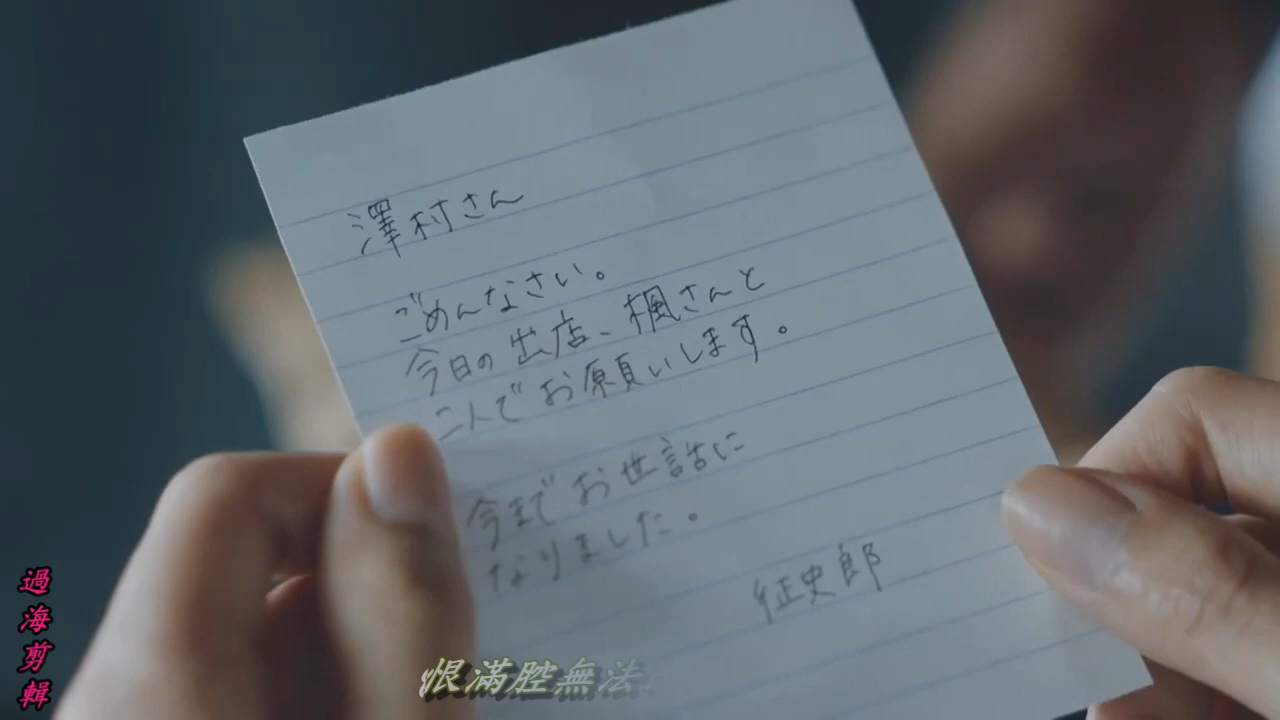 澤村さん
ごめんなさい。
今日の出店、楓さんと
二人でお願いします。
今までお世話に
なりました。
征史郎
恨滿腔無法
過海剪輯